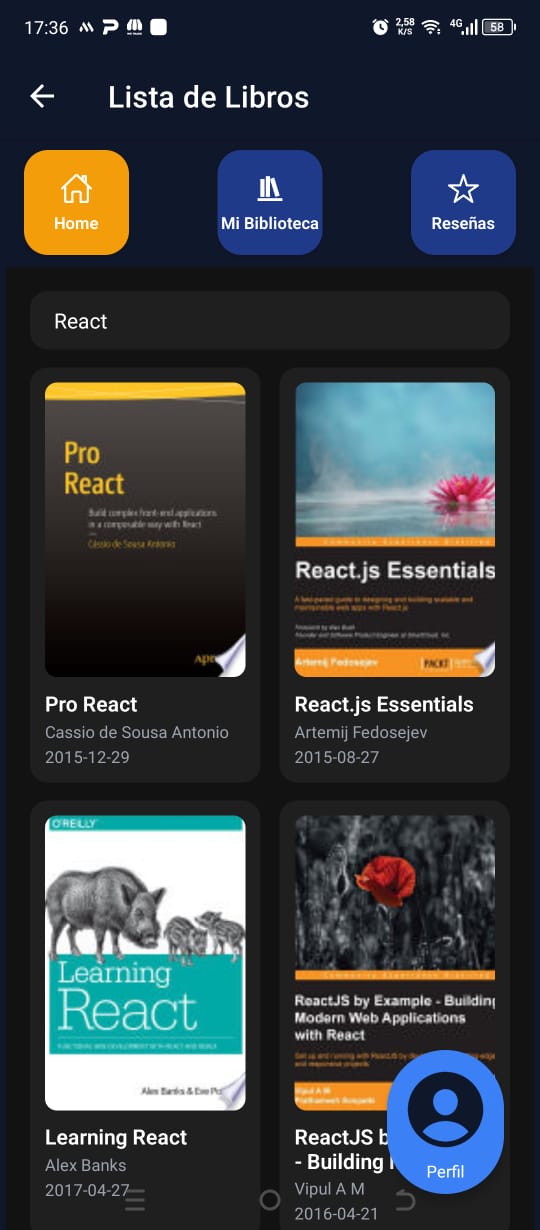 17:36
2,58
K/S
4G
58
Lista de Libros
Home
Mi Biblioteca
Reseñas
React
Pro
React
Build complex front-end applications
in a composable way with React
Cássio de Sousa Antonio
Pro React
Cassio de Sousa Antonio
2015-12-29
Community Experience Distilled
React.js Essentials
A fast-paced guide to designing and building scalable and
maintainable web apps with React.js
Artemij Fedosejev
PACKT
React.js Essentials
Artemij Fedosejev
2015-08-27
O'REILLY
Learning
React
FUNCTIONAL WEB DEVELOPMENT WITH REACT AND REDUX
Alex Banks & Eve
Learning React
Alex Banks
2017-04-27
Community Experience Distilled
ReactJS by Example - Building
Modern Web Applications
with React
Get up and running with ReactJS by
and responsive projects
Vipul A M
Prathamesh Sonpatki
ReactJS b
- Building
Vipul A M
2016-04-21
Perfil